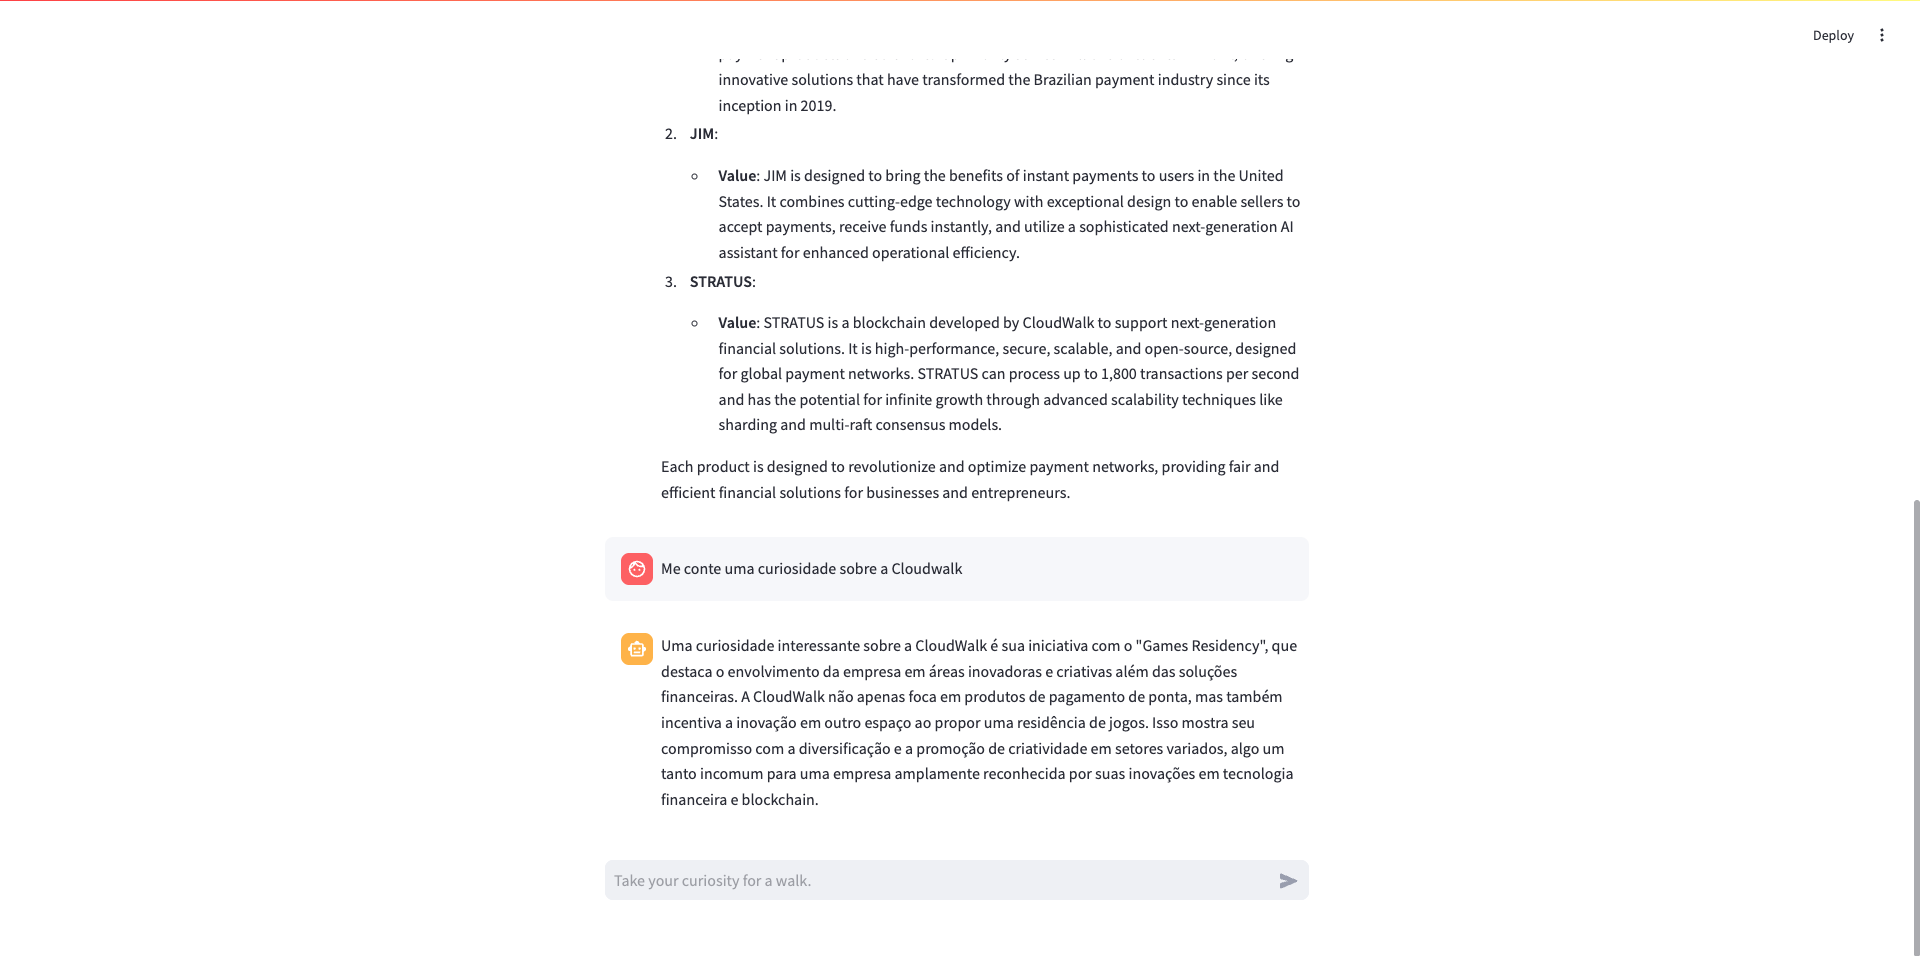 Deploy
innovative solutions that have transformed the Brazilian payment industry since its
inception in 2019.
2. JIM:
Value: JIM is designed to bring the benefits of instant payments to users in the United
States. It combines cutting-edge technology with exceptional design to enable sellers to
accept payments, receive funds instantly, and utilize a sophisticated next-generation AI
assistant for enhanced operational efficiency.
3. STRATUS:
Value: STRATUS is a blockchain developed by CloudWalk to support next-generation
financial solutions. It is high-performance, secure, scalable, and open-source, designed
for global payment networks. STRATUS can process up to 1,800 transactions per second
and has the potential for infinite growth through advanced scalability techniques like
sharding and multi-raft consensus models.
Each product is designed to revolutionize and optimize payment networks, providing fair and
efficient financial solutions for businesses and entrepreneurs.
Me conte uma curiosidade sobre a Cloudwalk
Uma curiosidade interessante sobre a CloudWalk é sua iniciativa com o "Games Residency", que
destaca o envolvimento da empresa em áreas inovadoras e criativas além das soluções
financeiras. A CloudWalk não apenas foca em produtos de pagamento de ponta, mas também
incentiva a inovação em outro espaço ao propor uma residência de jogos. Isso mostra seu
compromisso com a diversificação e a promoção de criatividade em setores variados, algo um
tanto incomum para uma empresa amplamente reconhecida por suas inovações em tecnologia
financeira e blockchain.
Take your curiosity for a walk.